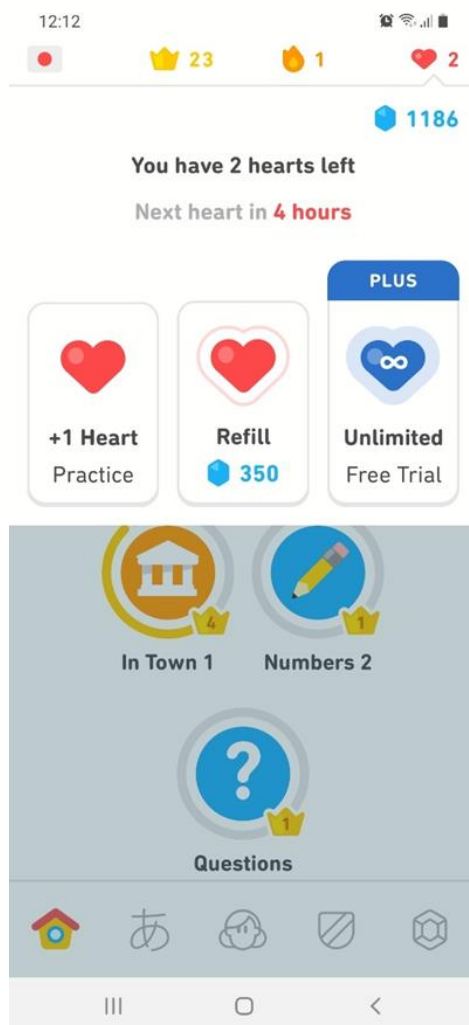 12:12
23 1 2
1186
You have 2 hearts left
Next heart in 4 hours
PLUS
+1 Heart Refill Unlimited
Practice 350 Free Trial
4 1
In Town 1 Numbers 2
1
Questions
あ